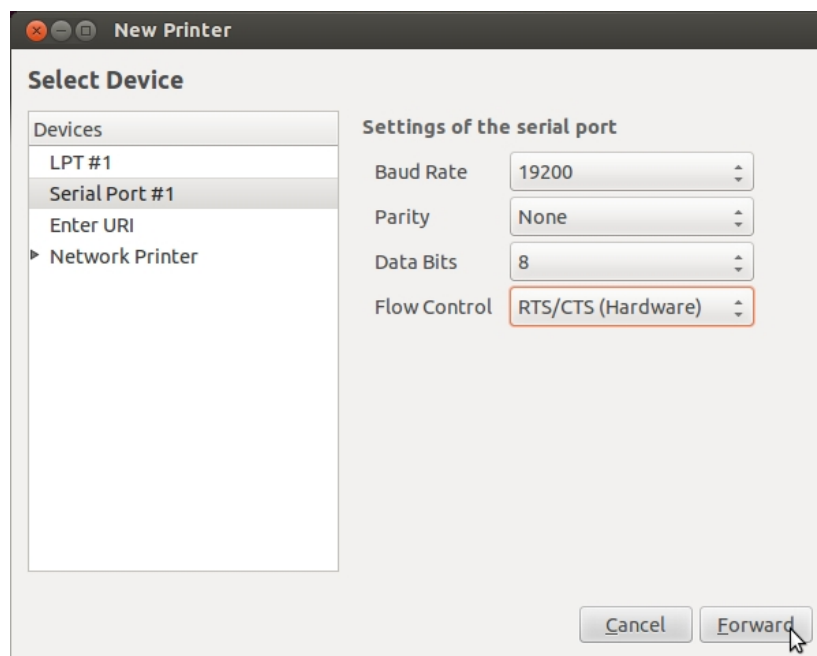 New Printer
Select Device
Devices
LPT #1
Serial Port #1
Enter URI
Network Printer
Settings of the serial port
Baud Rate 19200
Parity None
Data Bits 8
Flow Control RTS/CTS (Hardware)
Cancel Forward